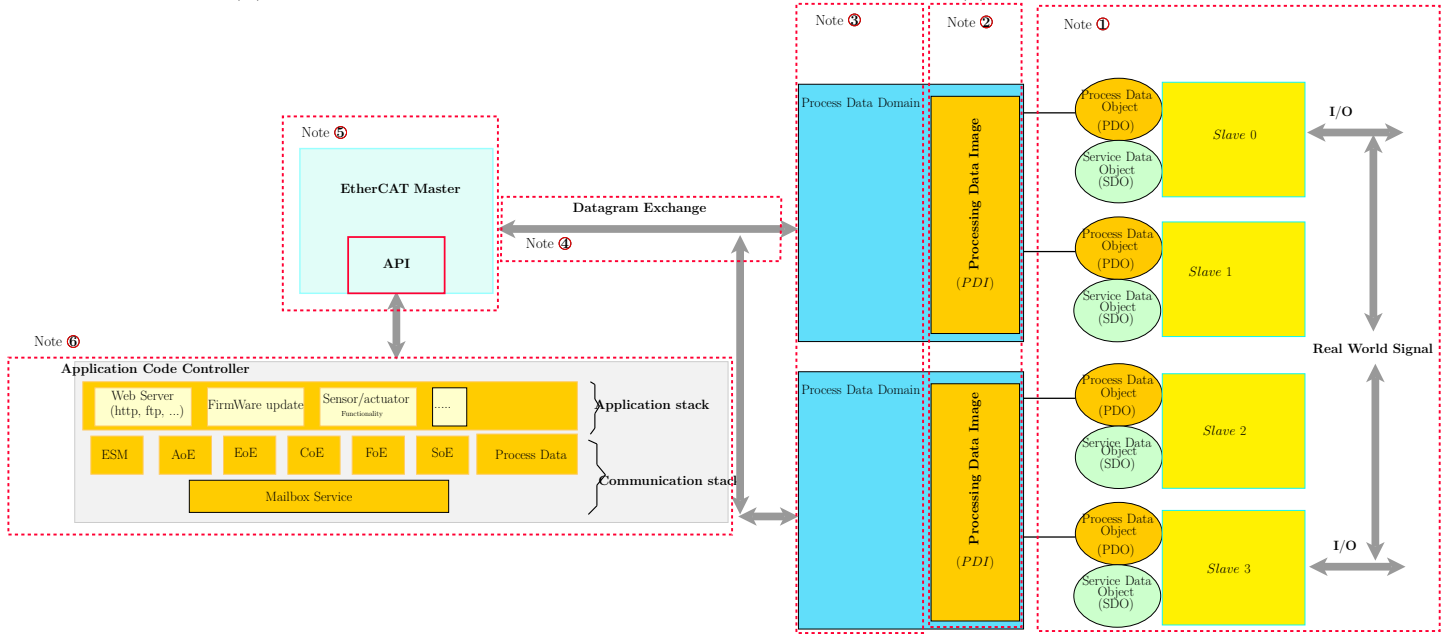 Note ③
Note ②
Note ①
Note ⑤
EtherCAT Master
API
Datagram Exchange
Note ④
Process Data Domain
Processing Data Image
(PDI)
Process Data
Object
(PDO)
Service Data
Object
(SDO)
Slave 0
I/O
Process Data
Object
(PDO)
Service Data
Object
(SDO)
Slave 1
Real World Signal
Process Data Domain
Processing Data Image
(PDI)
Process Data
Object
(PDO)
Service Data
Object
(SDO)
Slave 2
Process Data
Object
(PDO)
Service Data
Object
(SDO)
Slave 3
I/O
Note ⑥
Application Code Controller
Web Server
(http, ftp, ...)
FirmWare update
Sensor/actuator
Functionality
.....
Application stack
ESM
AoE
EoE
CoE
FoE
SoE
Process Data
Communication stack
Mailbox Service